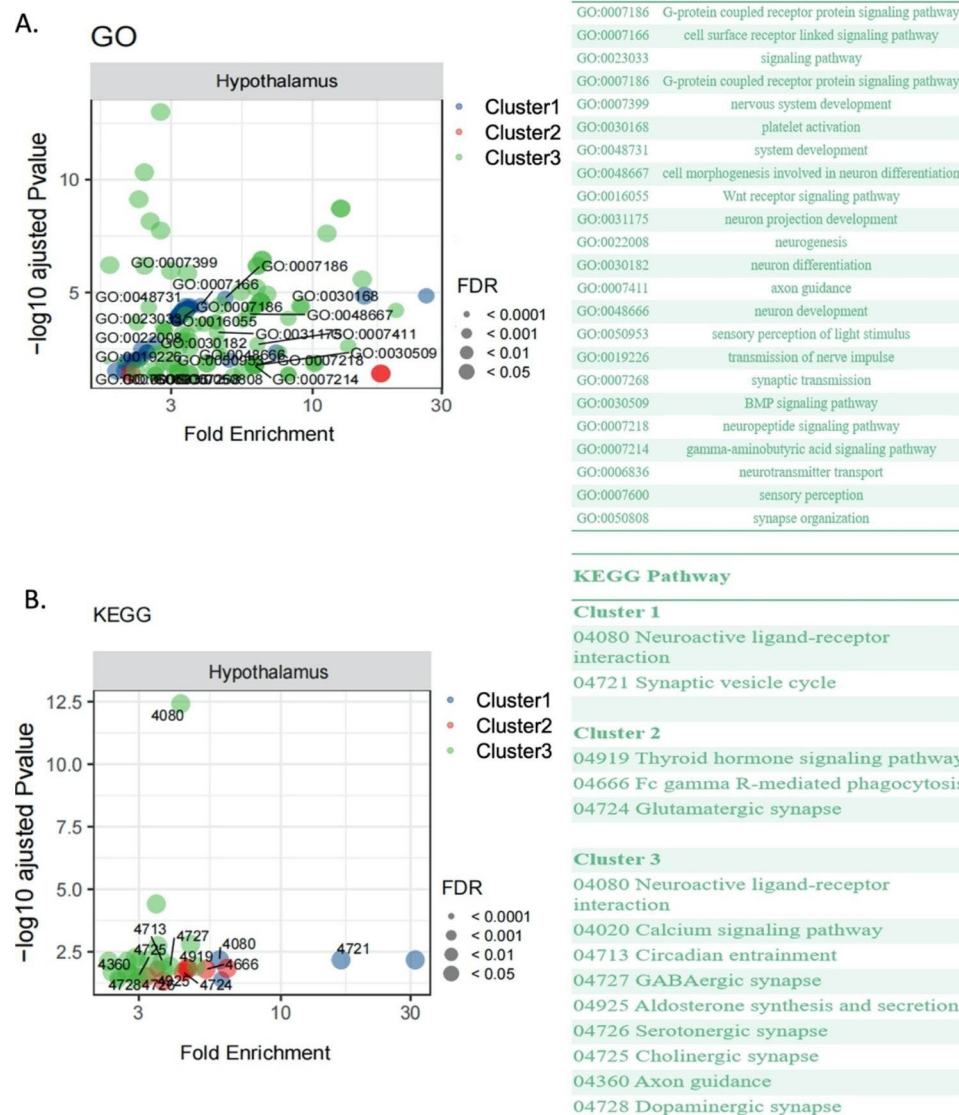 A.
GO
Hypothalamus
Cluster1
Cluster2
Cluster3
10
5
3
10
30
-log10 ajusted Pvalue
Fold Enrichment
FDR
< 0.0001
< 0.001
< 0.01
< 0.05
GO:0007399
GO:0007186
GO:0007166
GO:0048731
GO:0030168
GO:0007186
GO:0048667
GO:0023033
GO:0016055
GO:0031175
GO:0007411
GO:0022008
GO:0030182
GO:0019226
GO:0048666
GO:0030509
GO:0050953
GO:0007218
GO:0007214
GO:0007186 G-protein coupled receptor protein signaling pathway
GO:0007166 cell surface receptor linked signaling pathway
GO:0023033 signaling pathway
GO:0007186 G-protein coupled receptor protein signaling pathway
GO:0007399 nervous system development
GO:0030168 platelet activation
GO:0048731 system development
GO:0048667 cell morphogenesis involved in neuron differentiation
GO:0016055 Wnt receptor signaling pathway
GO:0031175 neuron projection development
GO:0022008 neurogenesis
GO:0030182 neuron differentiation
GO:0007411 axon guidance
GO:0048666 neuron development
GO:0050953 sensory perception of light stimulus
GO:0019226 transmission of nerve impulse
GO:0007268 synaptic transmission
GO:0030509 BMP signaling pathway
GO:0007218 neuropeptide signaling pathway
GO:0007214 gamma-aminobutyric acid signaling pathway
GO:0006836 neurotransmitter transport
GO:0007600 sensory perception
GO:0050808 synapse organization
B.
KEGG
Hypothalamus
Cluster1
Cluster2
Cluster3
12.5
10.0
7.5
5.0
2.5
3
10
30
-log10 ajusted Pvalue
Fold Enrichment
FDR
< 0.0001
< 0.001
< 0.01
< 0.05
4080
4713
4727
4080
4721
4725
4919
4360
4666
4728
4925
4724
KEGG Pathway
Cluster 1
04080 Neuroactive ligand-receptor
interaction
04721 Synaptic vesicle cycle
Cluster 2
04919 Thyroid hormone signaling pathway
04666 Fc gamma R-mediated phagocytosis
04724 Glutamatergic synapse
Cluster 3
04080 Neuroactive ligand-receptor
interaction
04020 Calcium signaling pathway
04713 Circadian entrainment
04727 GABAergic synapse
04925 Aldosterone synthesis and secretion
04726 Serotonergic synapse
04725 Cholinergic synapse
04360 Axon guidance
04728 Dopaminergic synapse